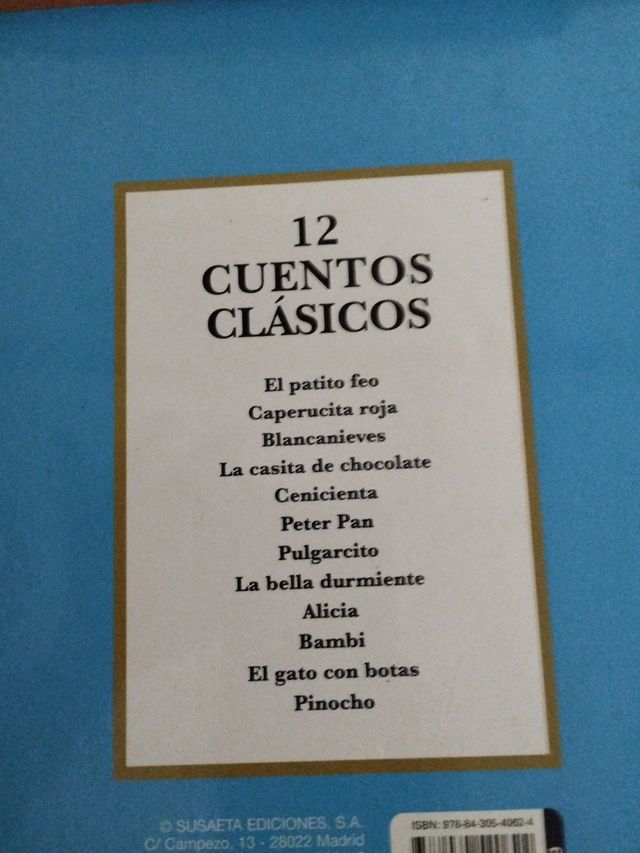 12
CUENTOS
CLÁSICOS
El patito feo
Caperucita roja
Blancanieves
La casita de chocolate
Cenicienta
Peter Pan
Pulgarcito
La bella durmiente
Alicia
Bambi
El gato con botas
Pinocho
© SUSAETA EDICIONES, S.A.
C/ Campezo, 13 - 28022 Madrid
ISBN: 978-84-305-4062-4